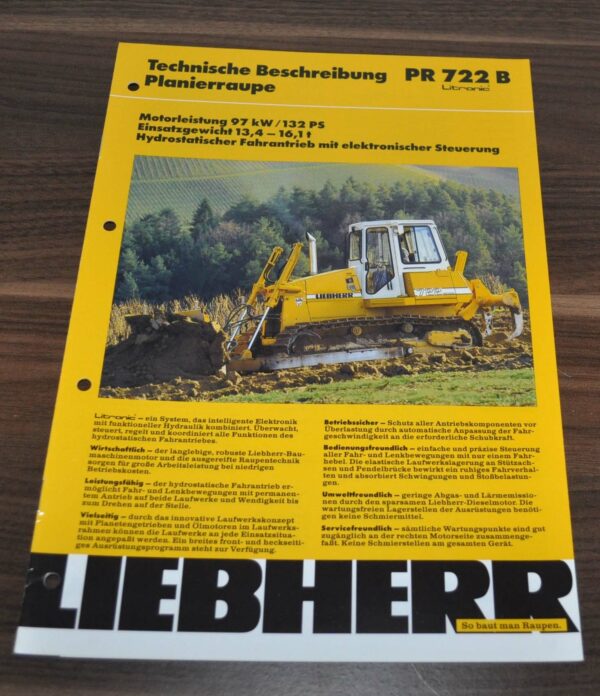 Technische Beschreibung PR 722 B
Planierraupe Litronic
Motorleistung 97 kW/132 PS
Einsatzgewicht 13,4 – 16,1 t
Hydrostatischer Fahrantrieb mit elektronischer Steuerung
LIEBHERR
Litronic – ein System, das intelligente Elektronik
mit funktioneller Hydraulik kombiniert. Überwacht,
steuert, regelt und koordiniert alle Funktionen des
hydrostatischen Fahrantriebes.
Wirtschaftlich – der langlebige, robuste Liebherr-Bau-
maschinenmotor und die ausgereifte Raupentechnik
sorgen für große Arbeitsleistung bei niedrigen
Betriebskosten.
Leistungsfähig – der hydrostatische Fahrantrieb er-
möglicht Fahr- und Lenkbewegungen mit permanen-
tem Antrieb auf beide Laufwerke und Wendigkeit bis
zum Drehen auf der Stelle.
Vielseitig – durch das innovative Laufwerkskonzept
mit Planetengetrieben und Ölmotoren im Laufwerks-
rahmen können die Laufwerke an jede Einsatzsitua-
tion angepaßt werden. Ein breites front- und heckseiti-
ges Ausrüstungsprogramm steht zur Verfügung.
Betriebssicher – Schutz aller Antriebskomponenten vor
Überlastung durch automatische Anpassung der Fahr-
geschwindigkeit an die erforderliche Schubkraft.
Bedienungsfreundlich – einfache und präzise Steuerung
aller Fahr- und Lenkbewegungen mit nur einem Fahr-
hebel. Die elastische Laufwerkslagerung an Stützach-
sen und Pendelbrücke bewirkt ein ruhiges Fahrverhal-
ten und absorbiert Schwingungen und Stoßbelastun-
gen.
Umweltfreundlich – geringe Abgas- und Lärmemissio-
nen durch den sparsamen Liebherr-Dieselmotor. Die
wartungsfreien Lagerstellen der Ausrüstungen benöti-
gen keine Schmiermittel.
Servicefreundlich – sämtliche Wartungspunkte sind gut
zugänglich an der rechten Motorseite zusammenge-
faßt. Keine Schmierstellen am gesamten Gerät.
LIEBHERR
So baut man Raupen.